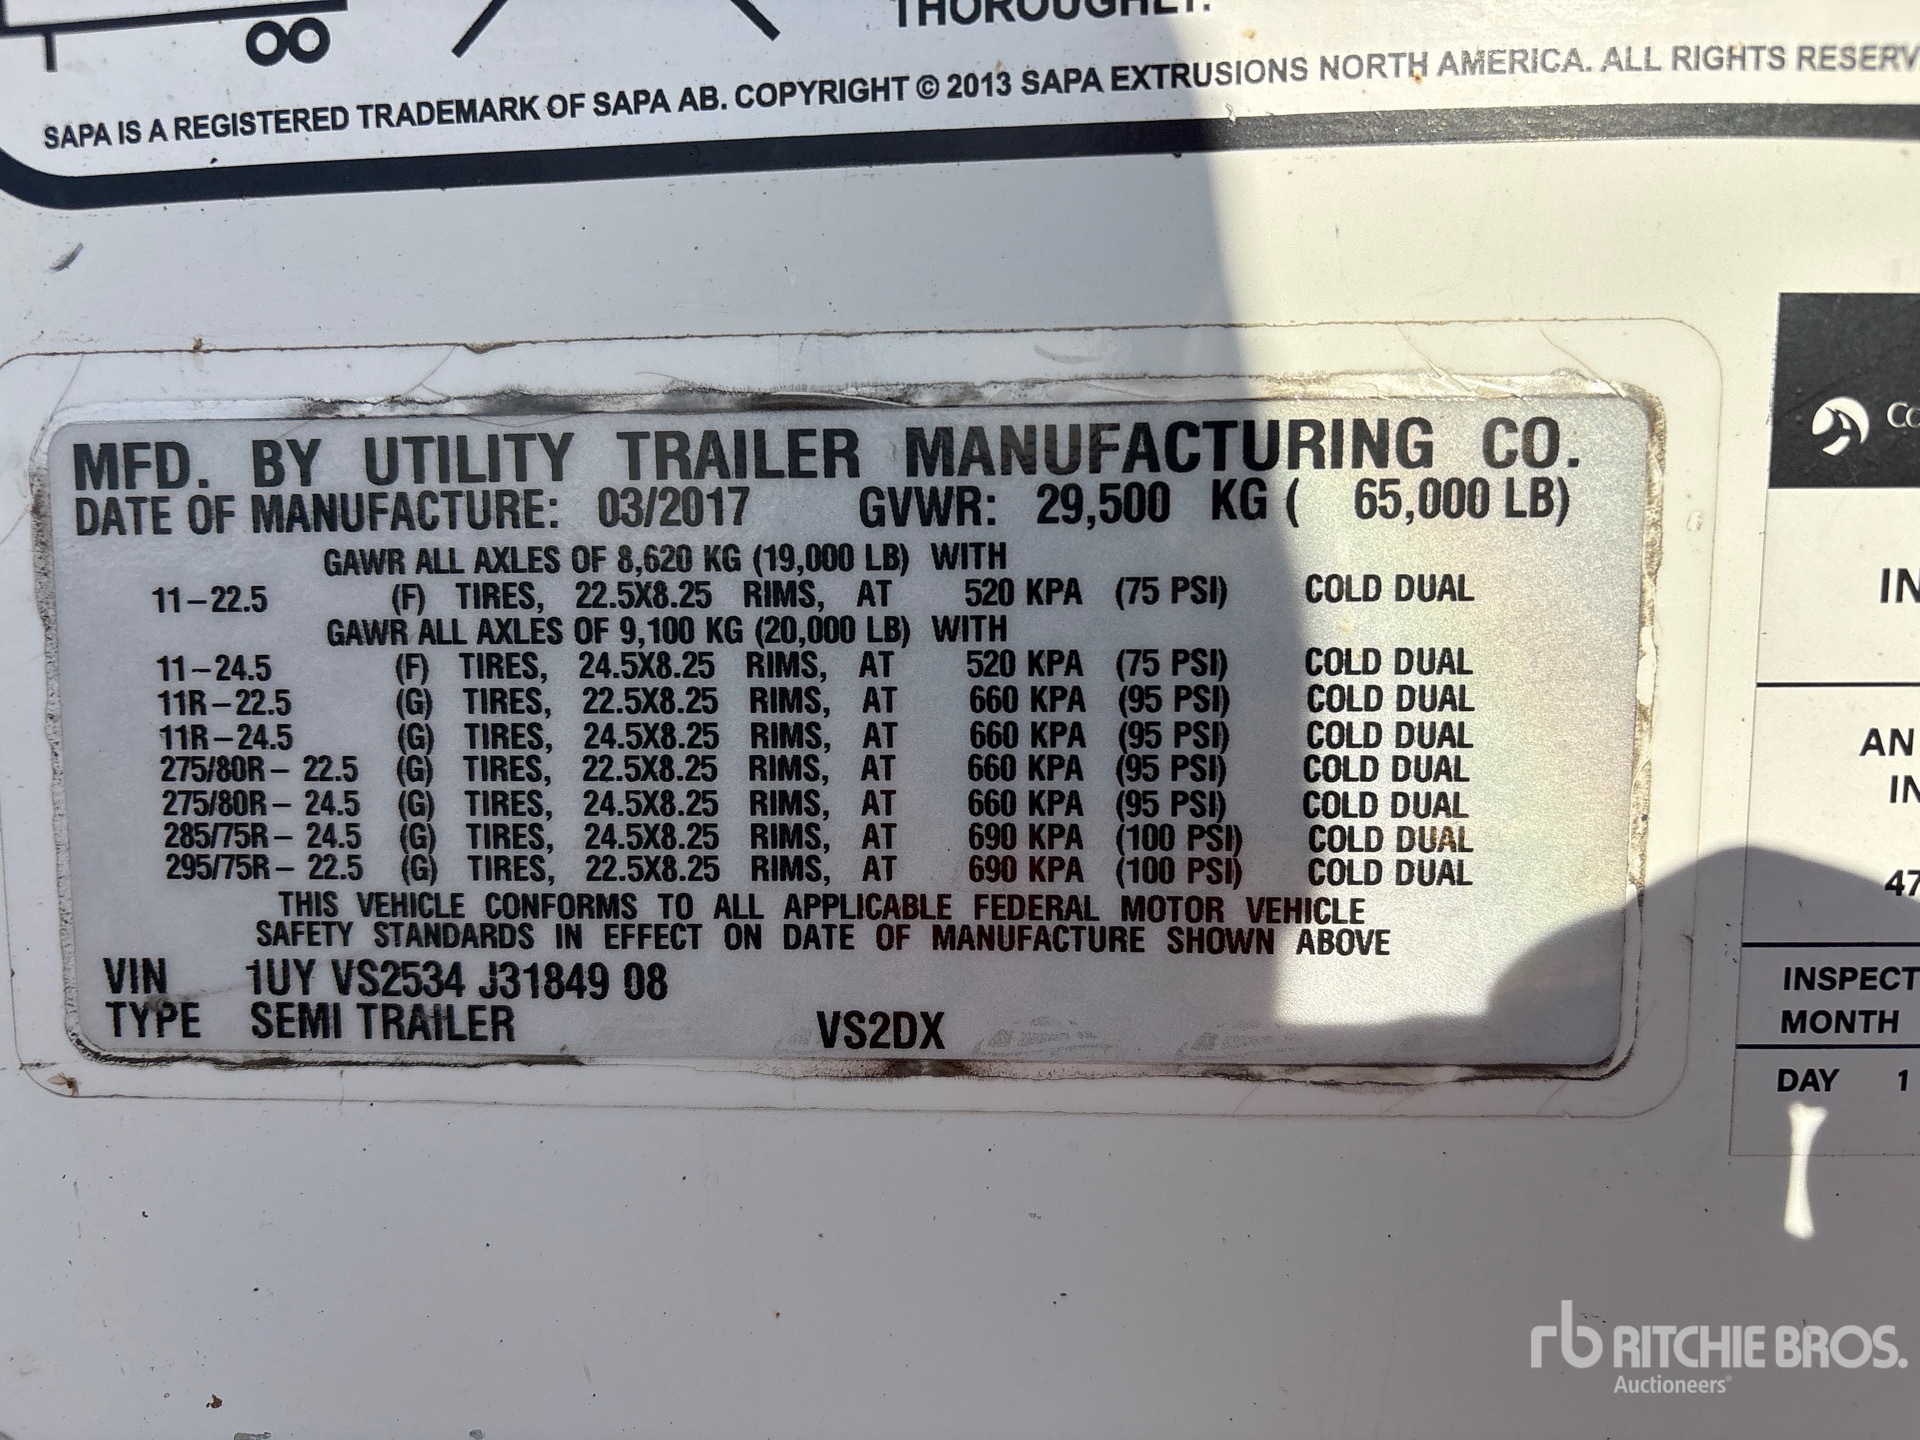 THOROUGHLY.
SAPA IS A REGISTERED TRADEMARK OF SAPA AB. COPYRIGHT © 2013 SAPA EXTRUSIONS NORTH AMERICA. ALL RIGHTS RESERV
MFD. BY UTILITY TRAILER MANUFACTURING CO.
DATE OF MANUFACTURE: 03/2017 GVWR: 29,500 KG ( 65,000 LB)
GAWR ALL AXLES OF 8,620 KG (19,000 LB) WITH
11-22.5 (F) TIRES, 22.5X8.25 RIMS, AT 520 KPA (75 PSI) COLD DUAL
GAWR ALL AXLES OF 9,100 KG (20,000 LB) WITH
11-24.5 (F) TIRES, 24.5X8.25 RIMS, AT 520 KPA (75 PSI) COLD DUAL
11R-22.5 (G) TIRES, 22.5X8.25 RIMS, AT 660 KPA (95 PSI) COLD DUAL
11R-24.5 (G) TIRES, 24.5X8.25 RIMS, AT 660 KPA (95 PSI) COLD DUAL
275/80R- 22.5 (G) TIRES, 22.5X8.25 RIMS, AT 660 KPA (95 PSI) COLD DUAL
275/80R- 24.5 (G) TIRES, 24.5X8.25 RIMS, AT 660 KPA (95 PSI) COLD DUAL
285/75R- 24.5 (G) TIRES, 24.5X8.25 RIMS, AT 690 KPA (100 PSI) COLD DUAL
295/75R- 22.5 (G) TIRES, 22.5X8.25 RIMS, AT 690 KPA (100 PSI) COLD DUAL
THIS VEHICLE CONFORMS TO ALL APPLICABLE FEDERAL MOTOR VEHICLE
SAFETY STANDARDS IN EFFECT ON DATE OF MANUFACTURE SHOWN ABOVE
VIN 1UY VS2534 J31849 08
TYPE SEMI TRAILER VS2DX
Co
IN
AN
IN
47
INSPECT
MONTH
DAY 1
rb RITCHIE BROS.
Auctioneers